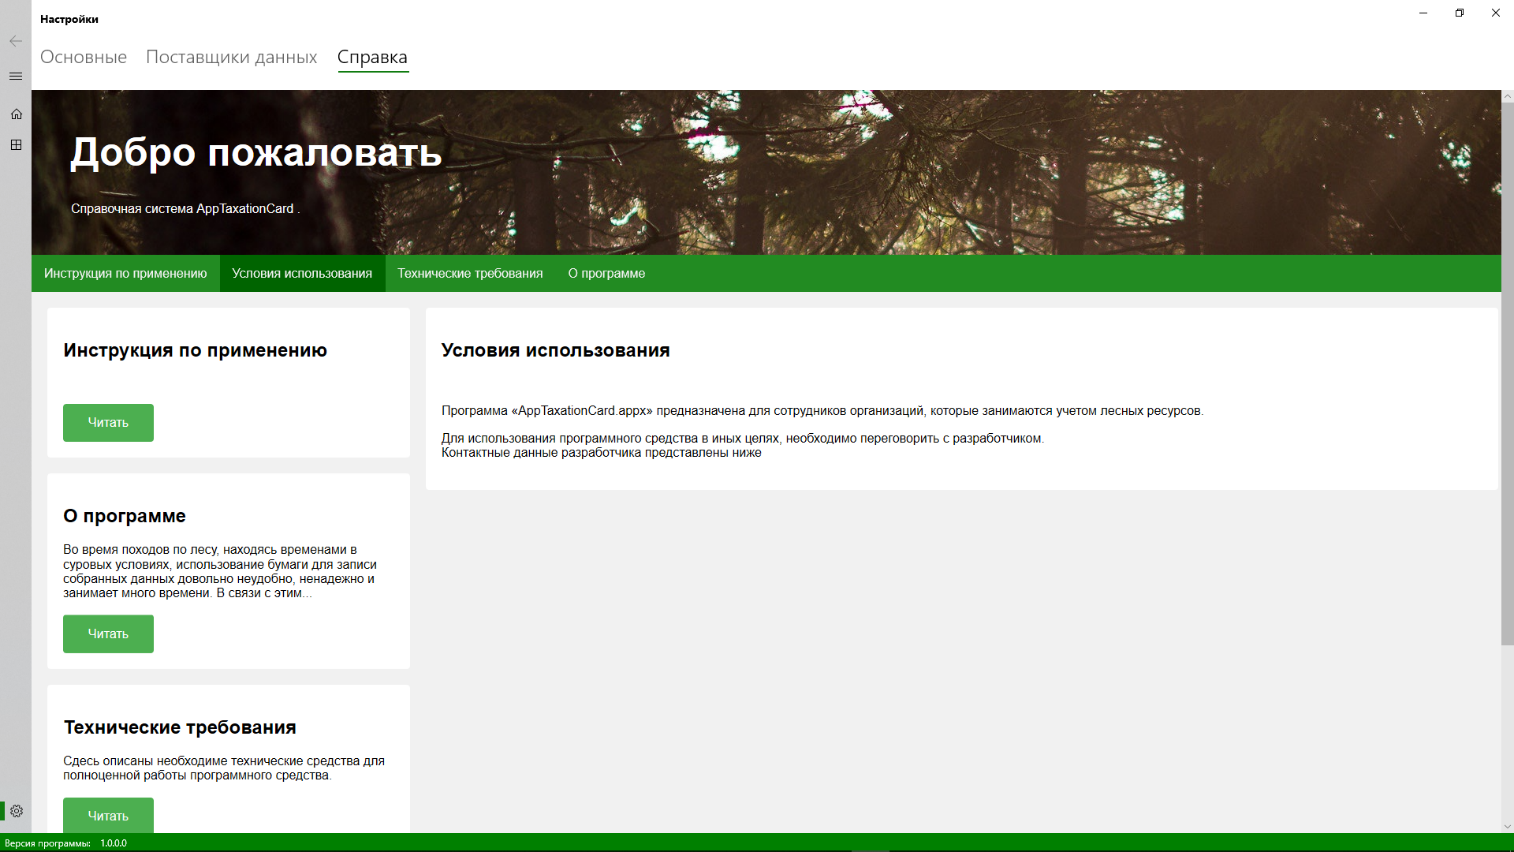 Настройки
Основные Поставщики данных Справка
Добро пожаловать
Справочная система AppTaxationCard .
Инструкция по применению Условия использования Технические требования О программе
Инструкция по применению
Читать
О программе
Во время походов по лесу, находясь временами в
суровых условиях, использование бумаги для записи
собранных данных довольно неудобно, ненадежно и
занимает много времени. В связи с этим...
Читать
Технические требования
Сдесь описаны необходиме технические средства для
полноценной работы программного средства.
Читать
Условия использования
Программа «AppTaxationCard.appx» предназначена для сотрудников организаций, которые занимаются учетом лесных ресурсов.
Для использования программного средства в иных целях, необходимо переговорить с разработчиком.
Контактные данные разработчика представлены ниже
Версия программы: 1.0.0.0